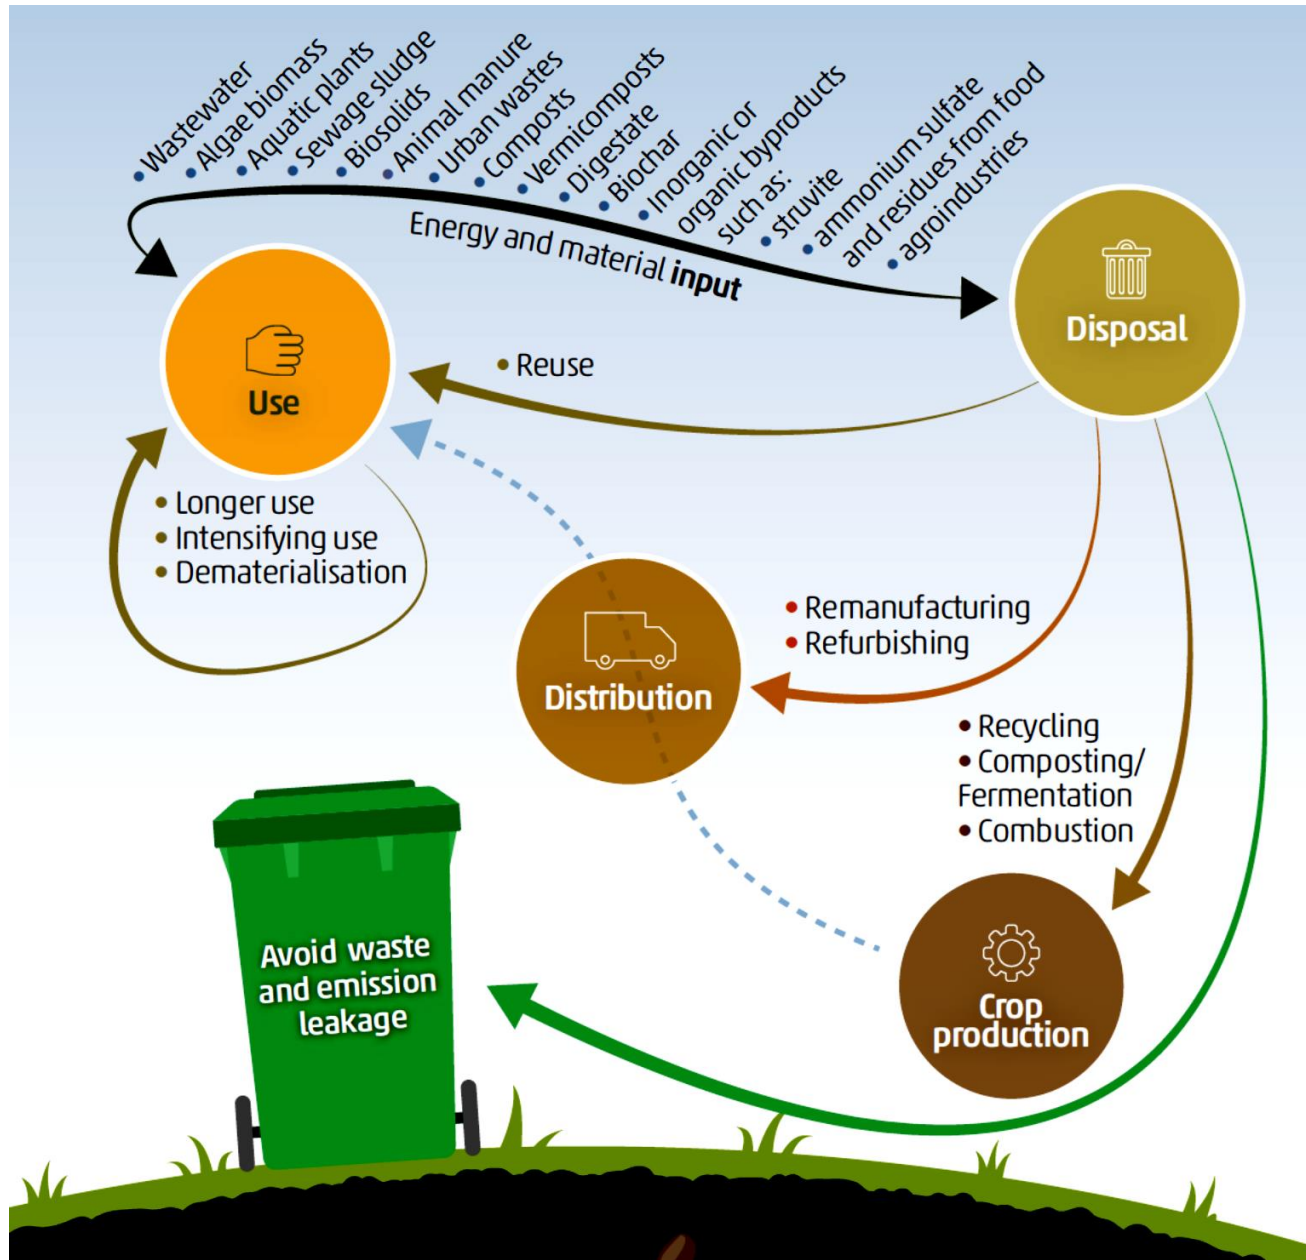 • Wastewater
• Algae biomass
• Aquatic plants
• Sewage sludge
• Biosolids
• Animal manure
• Urban wastes
• Composts
• Vermicomposts
• Digestate
• Biochar
• Inorganic or
organic byproducts
such as:
• struvite
• ammonium sulfate
and residues from food
• agroindustries
Energy and material input
Disposal
Use
• Reuse
• Longer use
• Intensifying use
• Dematerialisation
Distribution
• Remanufacturing
• Refurbishing
• Recycling
• Composting/
Fermentation
• Combustion
Crop
production
Avoid waste
and emission
leakage